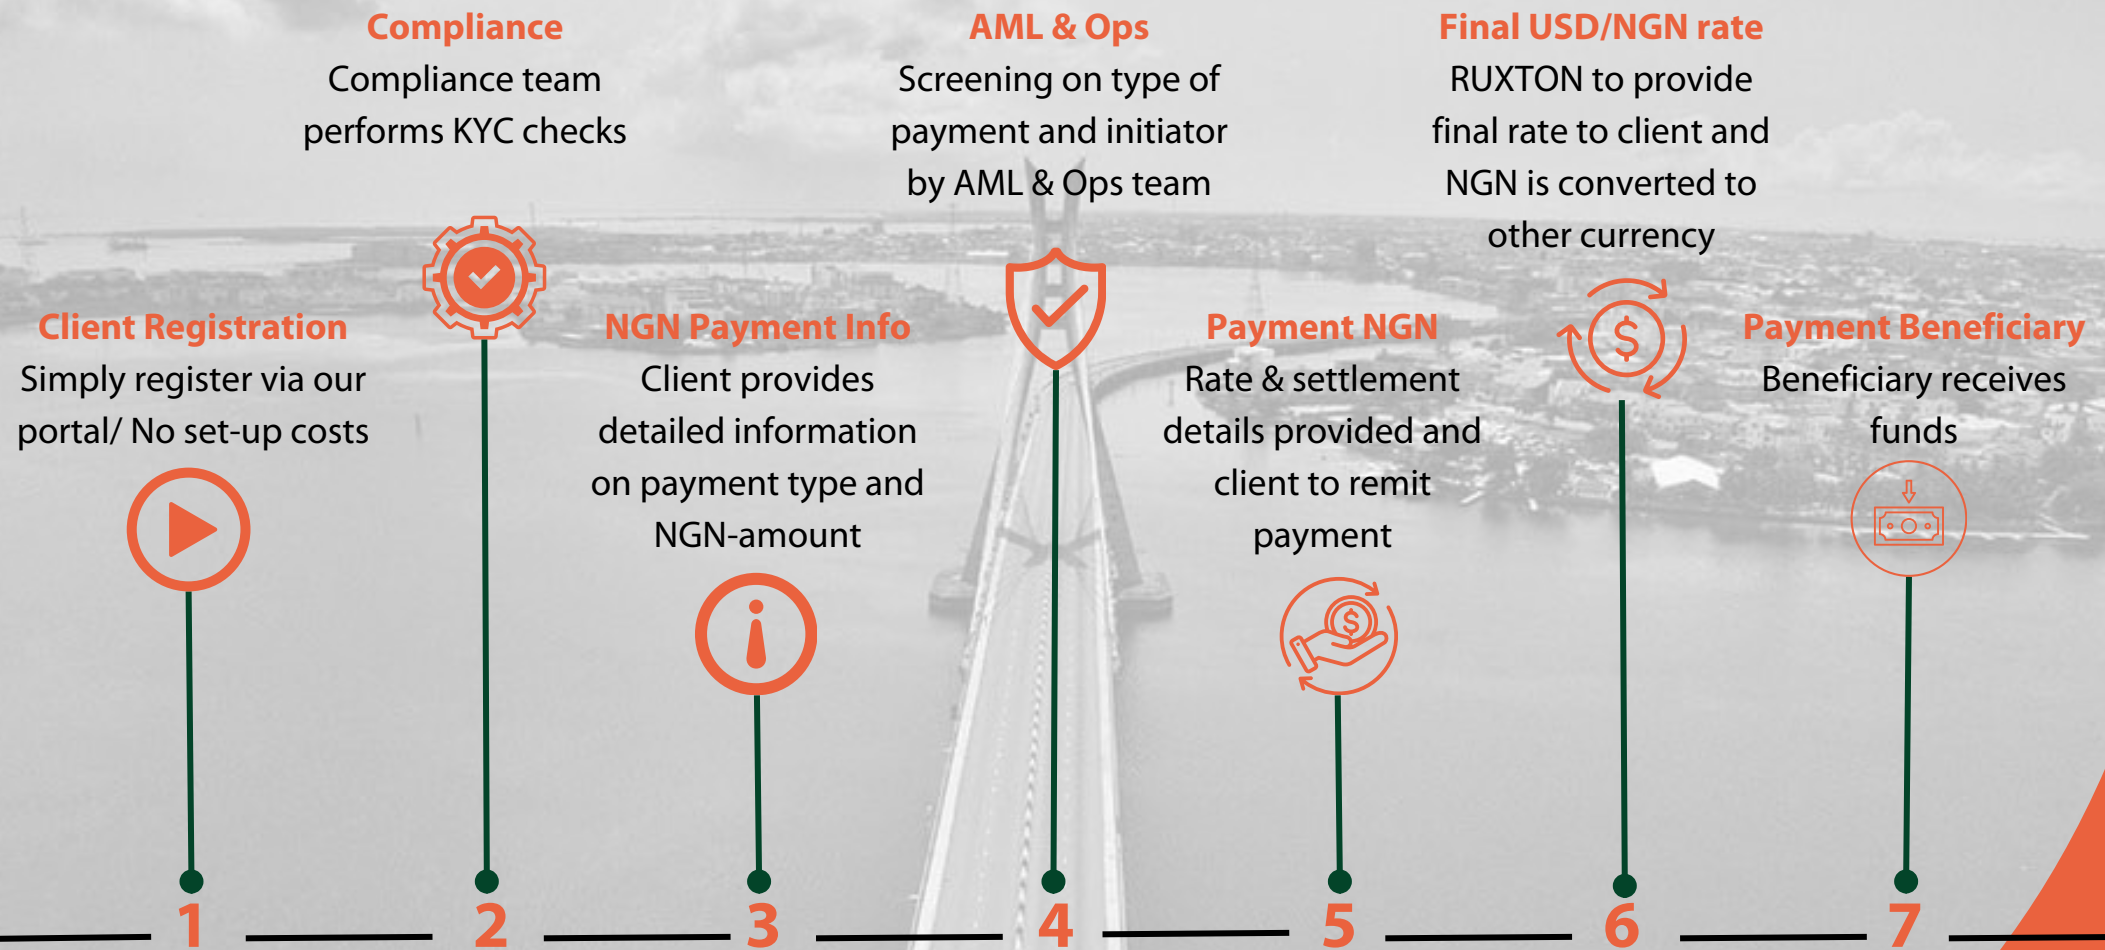 Client Registration
Simply register via our
portal/ No set-up costs
1
Compliance
Compliance team
performs KYC checks
2
NGN Payment Info
Client provides
detailed information
on payment type and
NGN-amount
3
AML & Ops
Screening on type of
payment and initiator
by AML & Ops team
4
Payment NGN
Rate & settlement
details provided and
client to remit
payment
5
Final USD/NGN rate
RUXTON to provide
final rate to client and
NGN is converted to
other currency
6
Payment Beneficiary
Beneficiary receives
funds
7